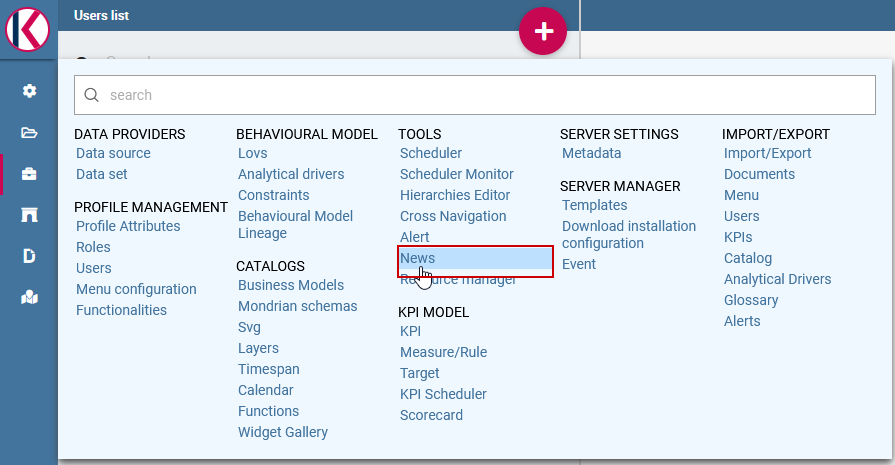 Users list
search
DATA PROVIDERS
Data source
Data set
PROFILE MANAGEMENT
Profile Attributes
Roles
Users
Menu configuration
Functionalities
BEHAVIOURAL MODEL
Lovs
Analytical drivers
Constraints
Behavioural Model
Lineage
CATALOGS
Business Models
Mondrian schemas
Svg
Layers
Timespan
Calendar
Functions
Widget Gallery
TOOLS
Scheduler
Scheduler Monitor
Hierarchies Editor
Cross Navigation
Alert
News
Resource manager
KPI MODEL
KPI
Measure/Rule
Target
KPI Scheduler
Scorecard
SERVER SETTINGS
Metadata
SERVER MANAGER
Templates
Download installation
configuration
Event
IMPORT/EXPORT
Import/Export
Documents
Menu
Users
KPIs
Catalog
Analytical Drivers
Glossary
Alerts